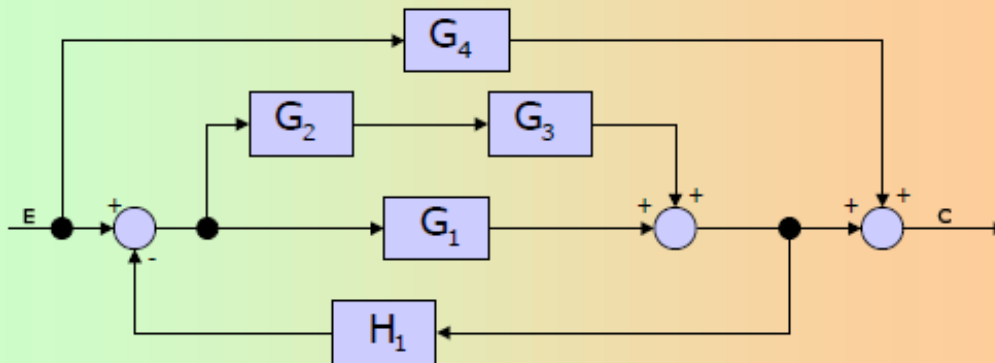 G₄
G₂ G₃
+ +
E + + + + C
G₁
-
H₁